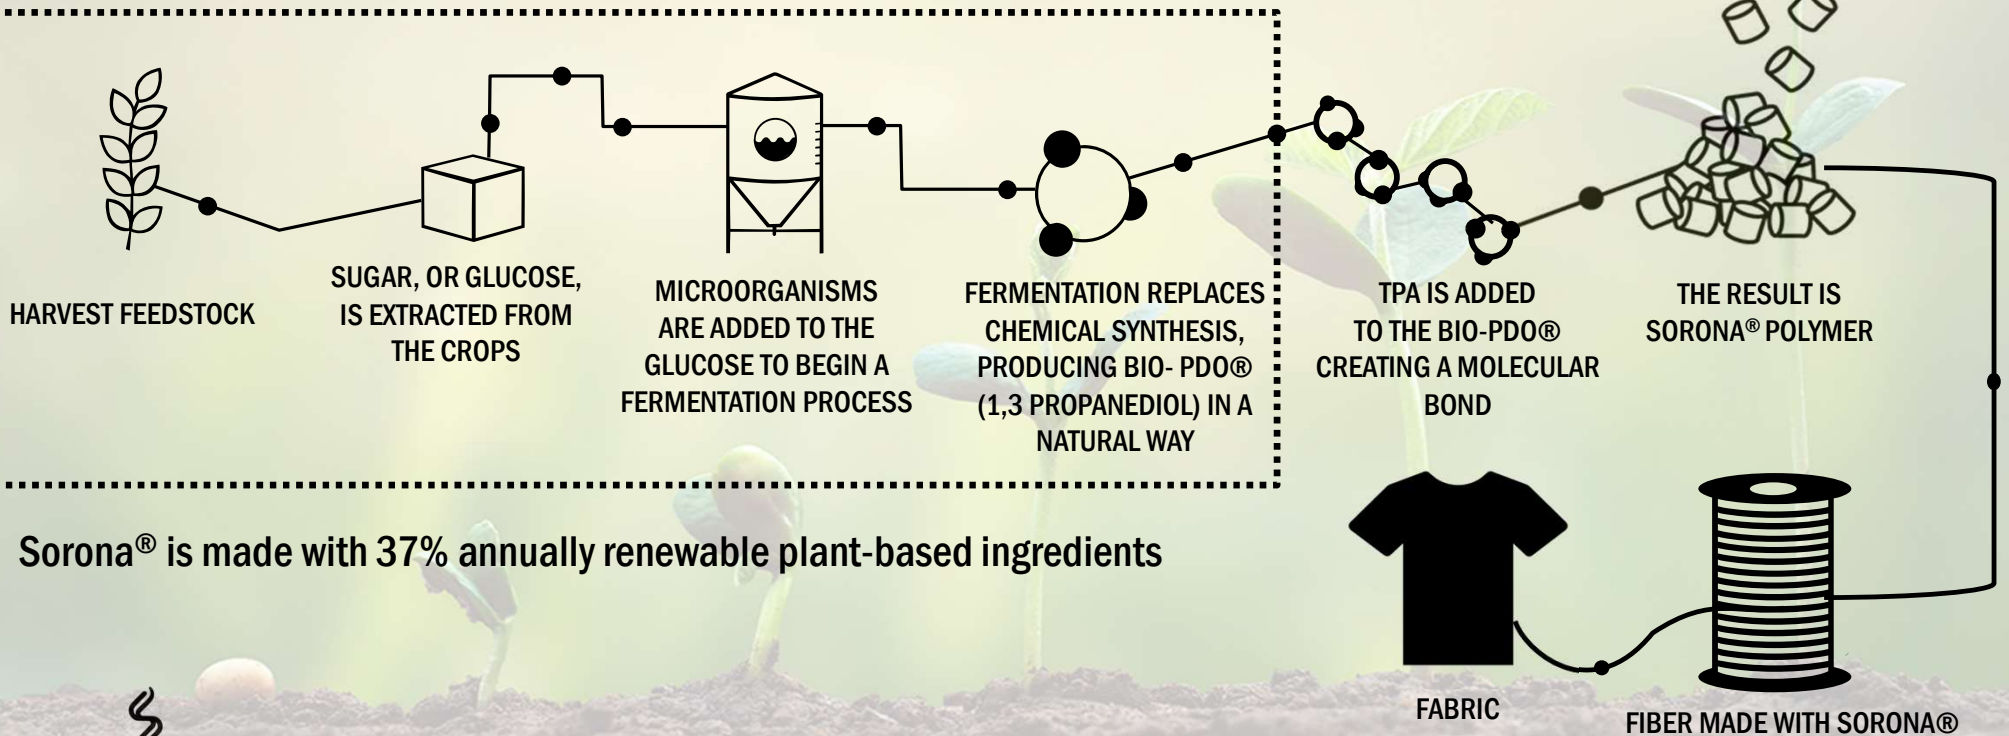 HARVEST FEEDSTOCK
SUGAR, OR GLUCOSE,
IS EXTRACTED FROM
THE CROPS
MICROORGANISMS
ARE ADDED TO THE
GLUCOSE TO BEGIN A
FERMENTATION PROCESS
FERMENTATION REPLACES
CHEMICAL SYNTHESIS,
PRODUCING BIO- PDO®
(1,3 PROPANEDIOL) IN A
NATURAL WAY
TPA IS ADDED
TO THE BIO-PDO®
CREATING A MOLECULAR
BOND
THE RESULT IS
SORONA® POLYMER
Sorona® is made with 37% annually renewable plant-based ingredients
FABRIC
FIBER MADE WITH SORONA®